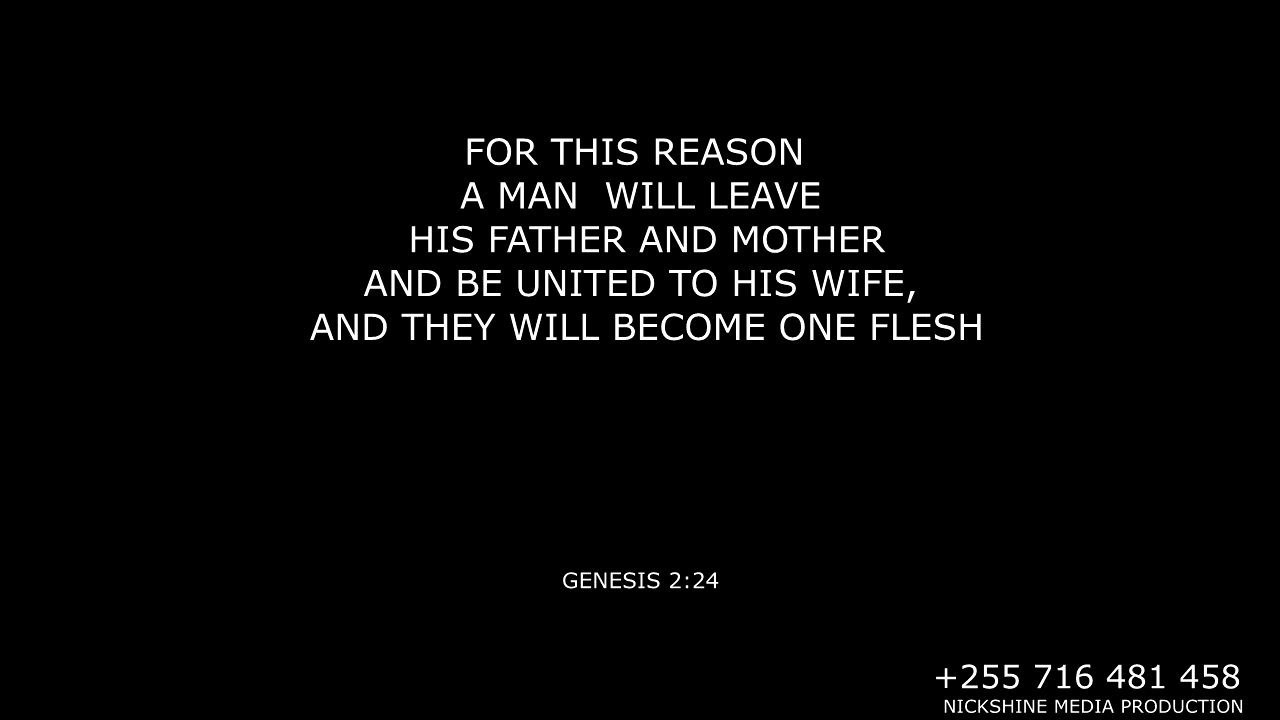 FOR THIS REASON
A MAN  WILL LEAVE
HIS FATHER AND MOTHER
AND BE UNITED TO HIS WIFE,
AND THEY WILL BECOME ONE FLESH
GENESIS 2:24
+255 716 481 458
NICKSHINE MEDIA PRODUCTION